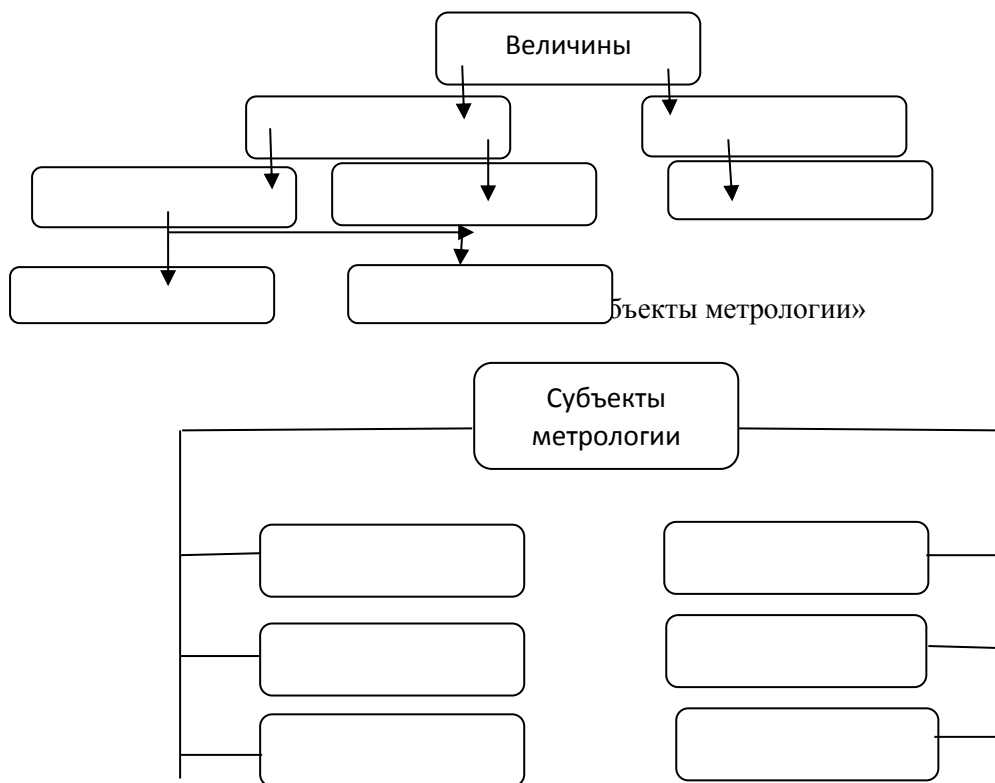 Величины
бъекты метрологии»
Субъекты
метрологии